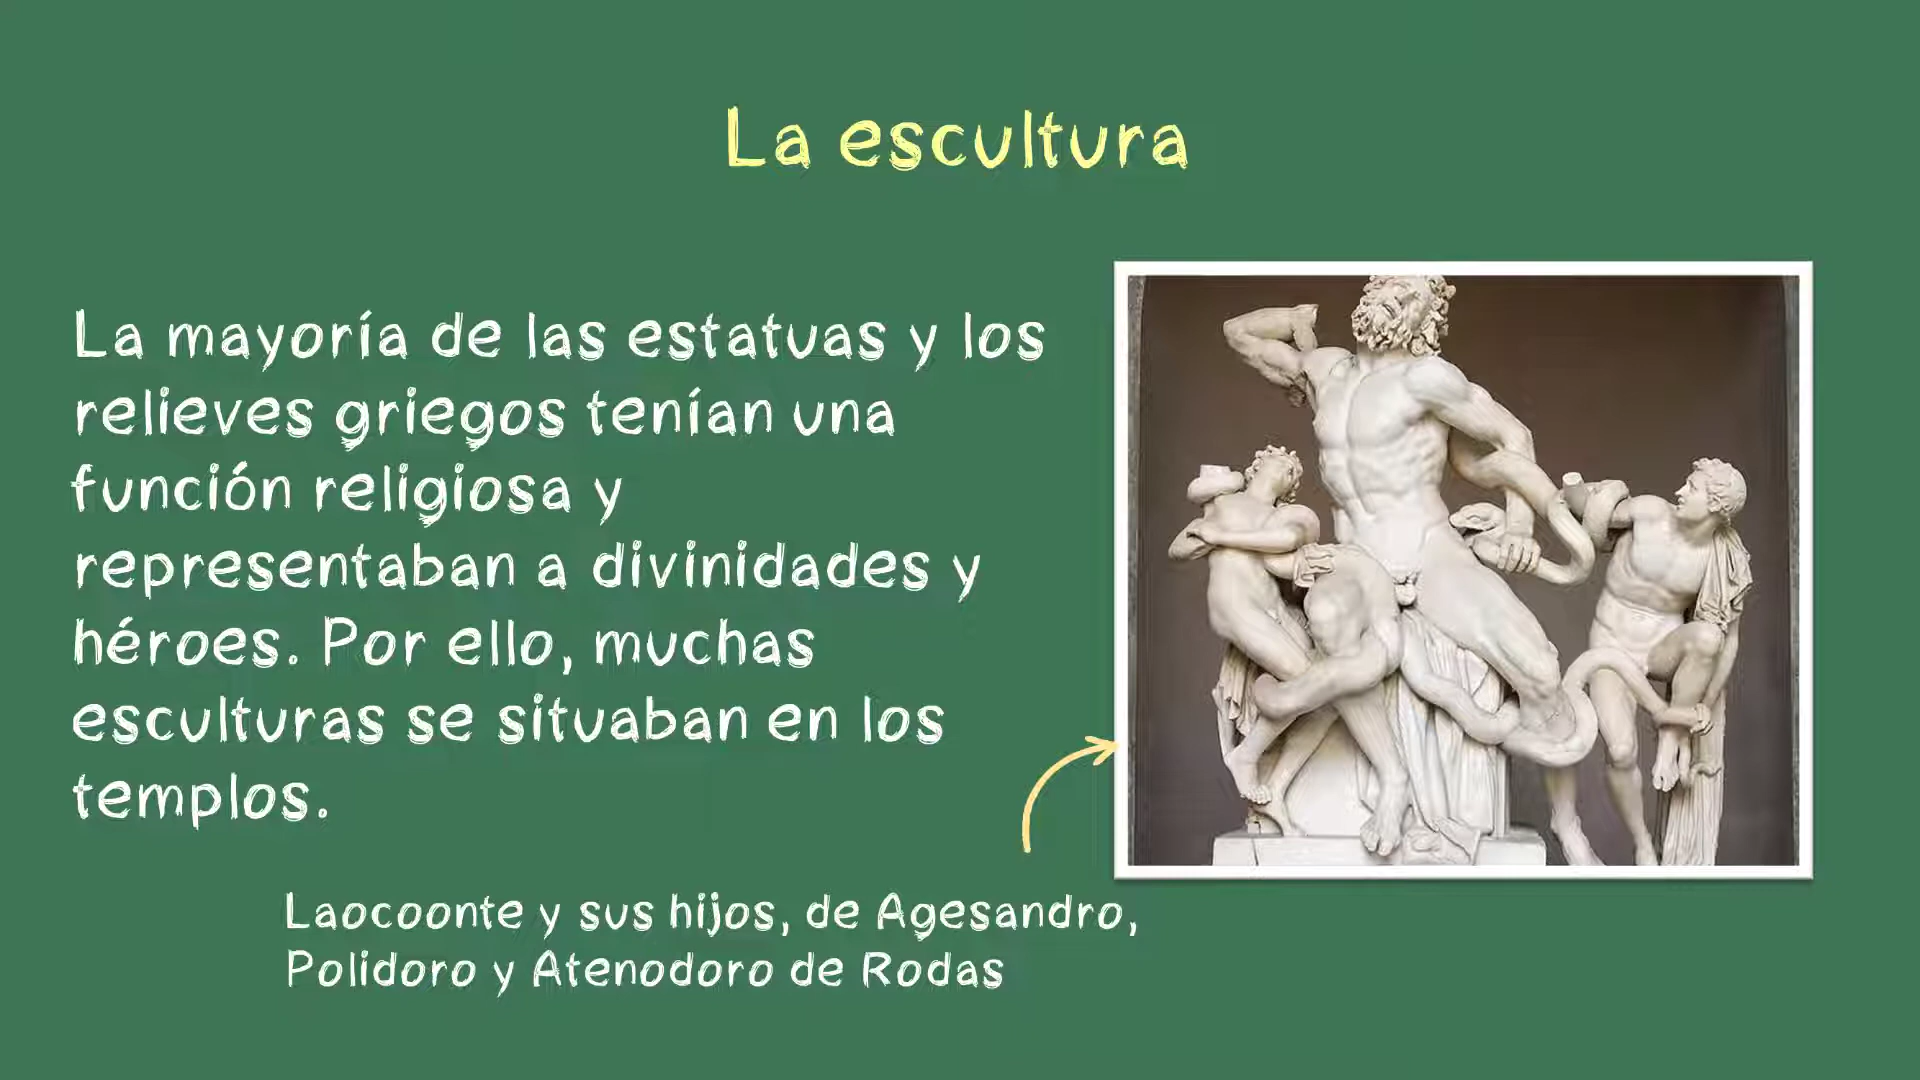 La escultura
La mayoría de las estatuas y los
relieves griegos tenían una
función religiosa y
representaban a divinidades y
héroes. Por ello, muchas
esculturas se situaban en los
templos.
Laocoonte y sus hijos, de Agesandro,
Polidoro y Atenodoro de Rodas